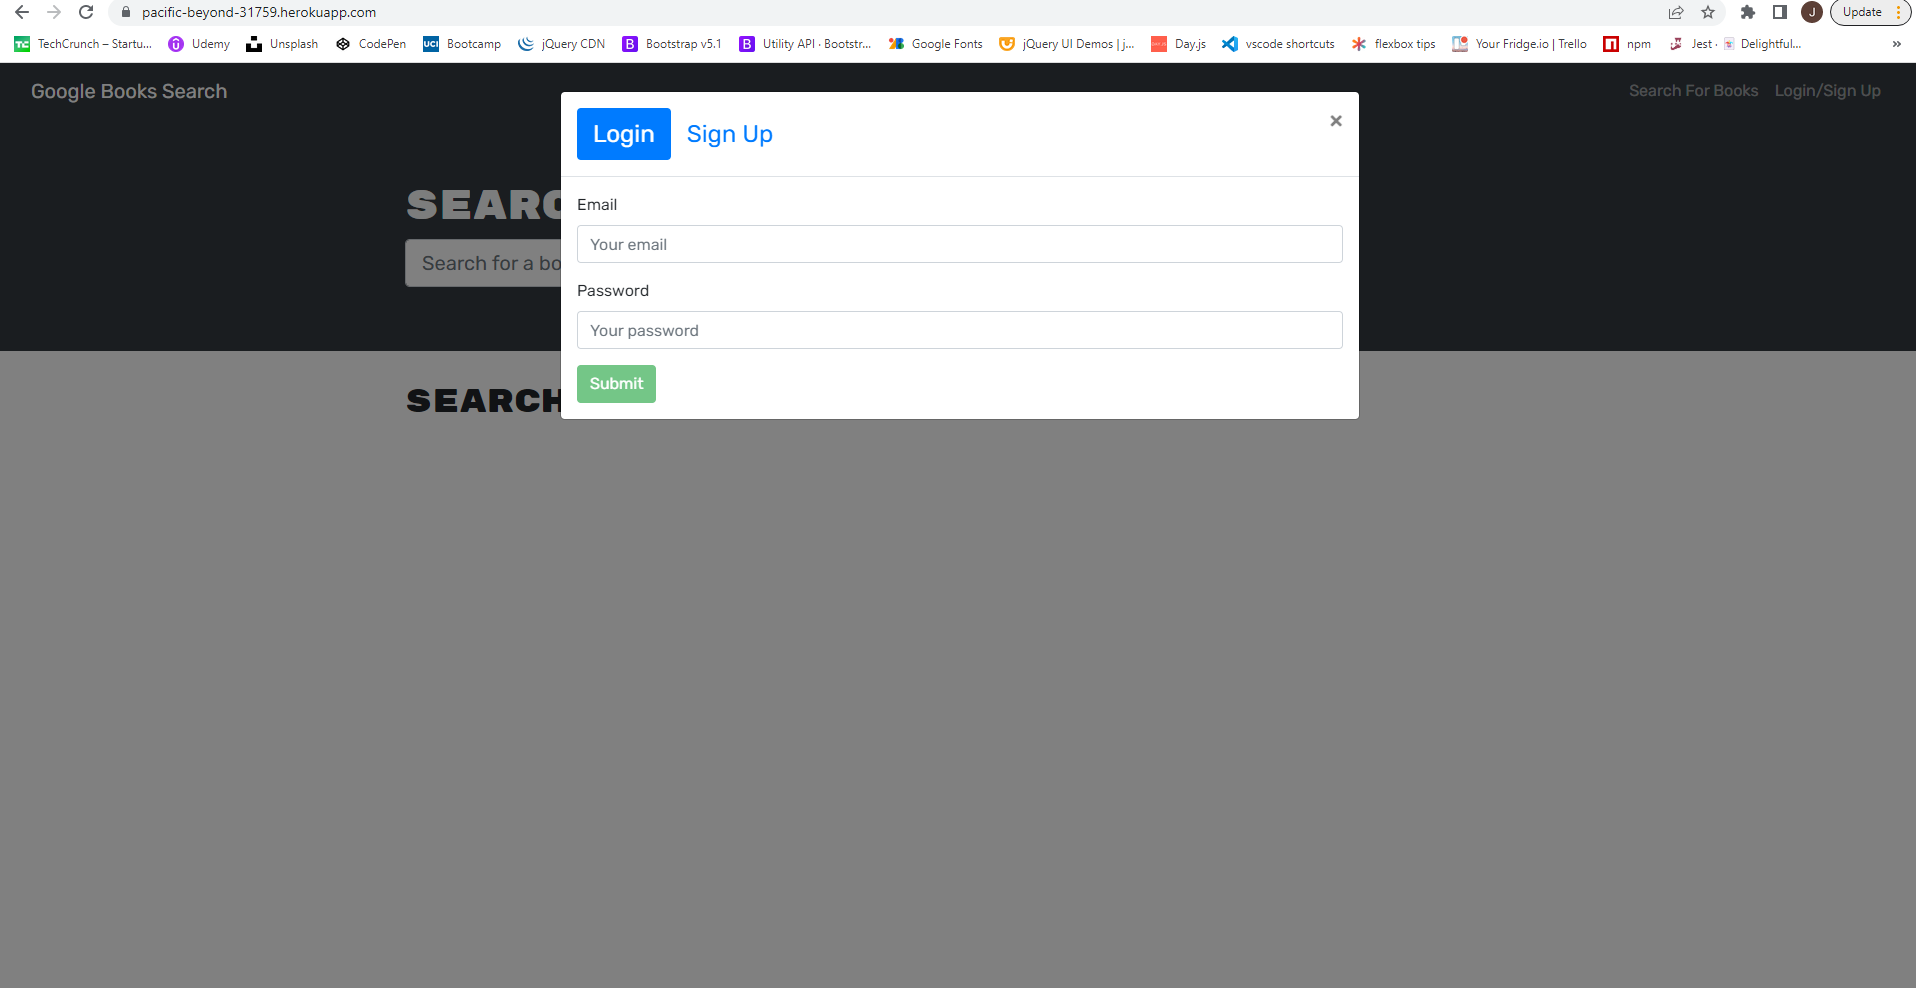 pacific-beyond-31759.herokuapp.com
J
Update
TechCrunch – Startu...
Udemy
Unsplash
CodePen
UCI Bootcamp
jQuery CDN
B Bootstrap v5.1
B Utility API · Bootstr...
Google Fonts
jQuery UI Demos | j...
Day.js
vscode shortcuts
flexbox tips
Your Fridge.io | Trello
npm
Jest ·
Delightful...
»
Google Books Search
Search For Books
Login/Sign Up
Login
Sign Up
×
SEARC
Email
Your email
Search for a bo
Password
Your password
Submit
SEARCH